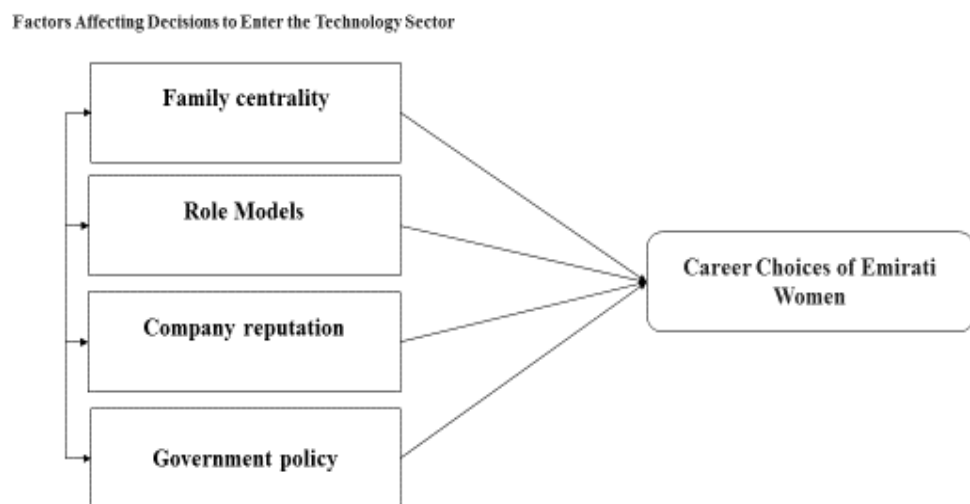 Factors Affecting Decisions to Enter the Technology Sector
Family centrality
Role Models
Company reputation
Government policy
Career Choices of Emirati
Women